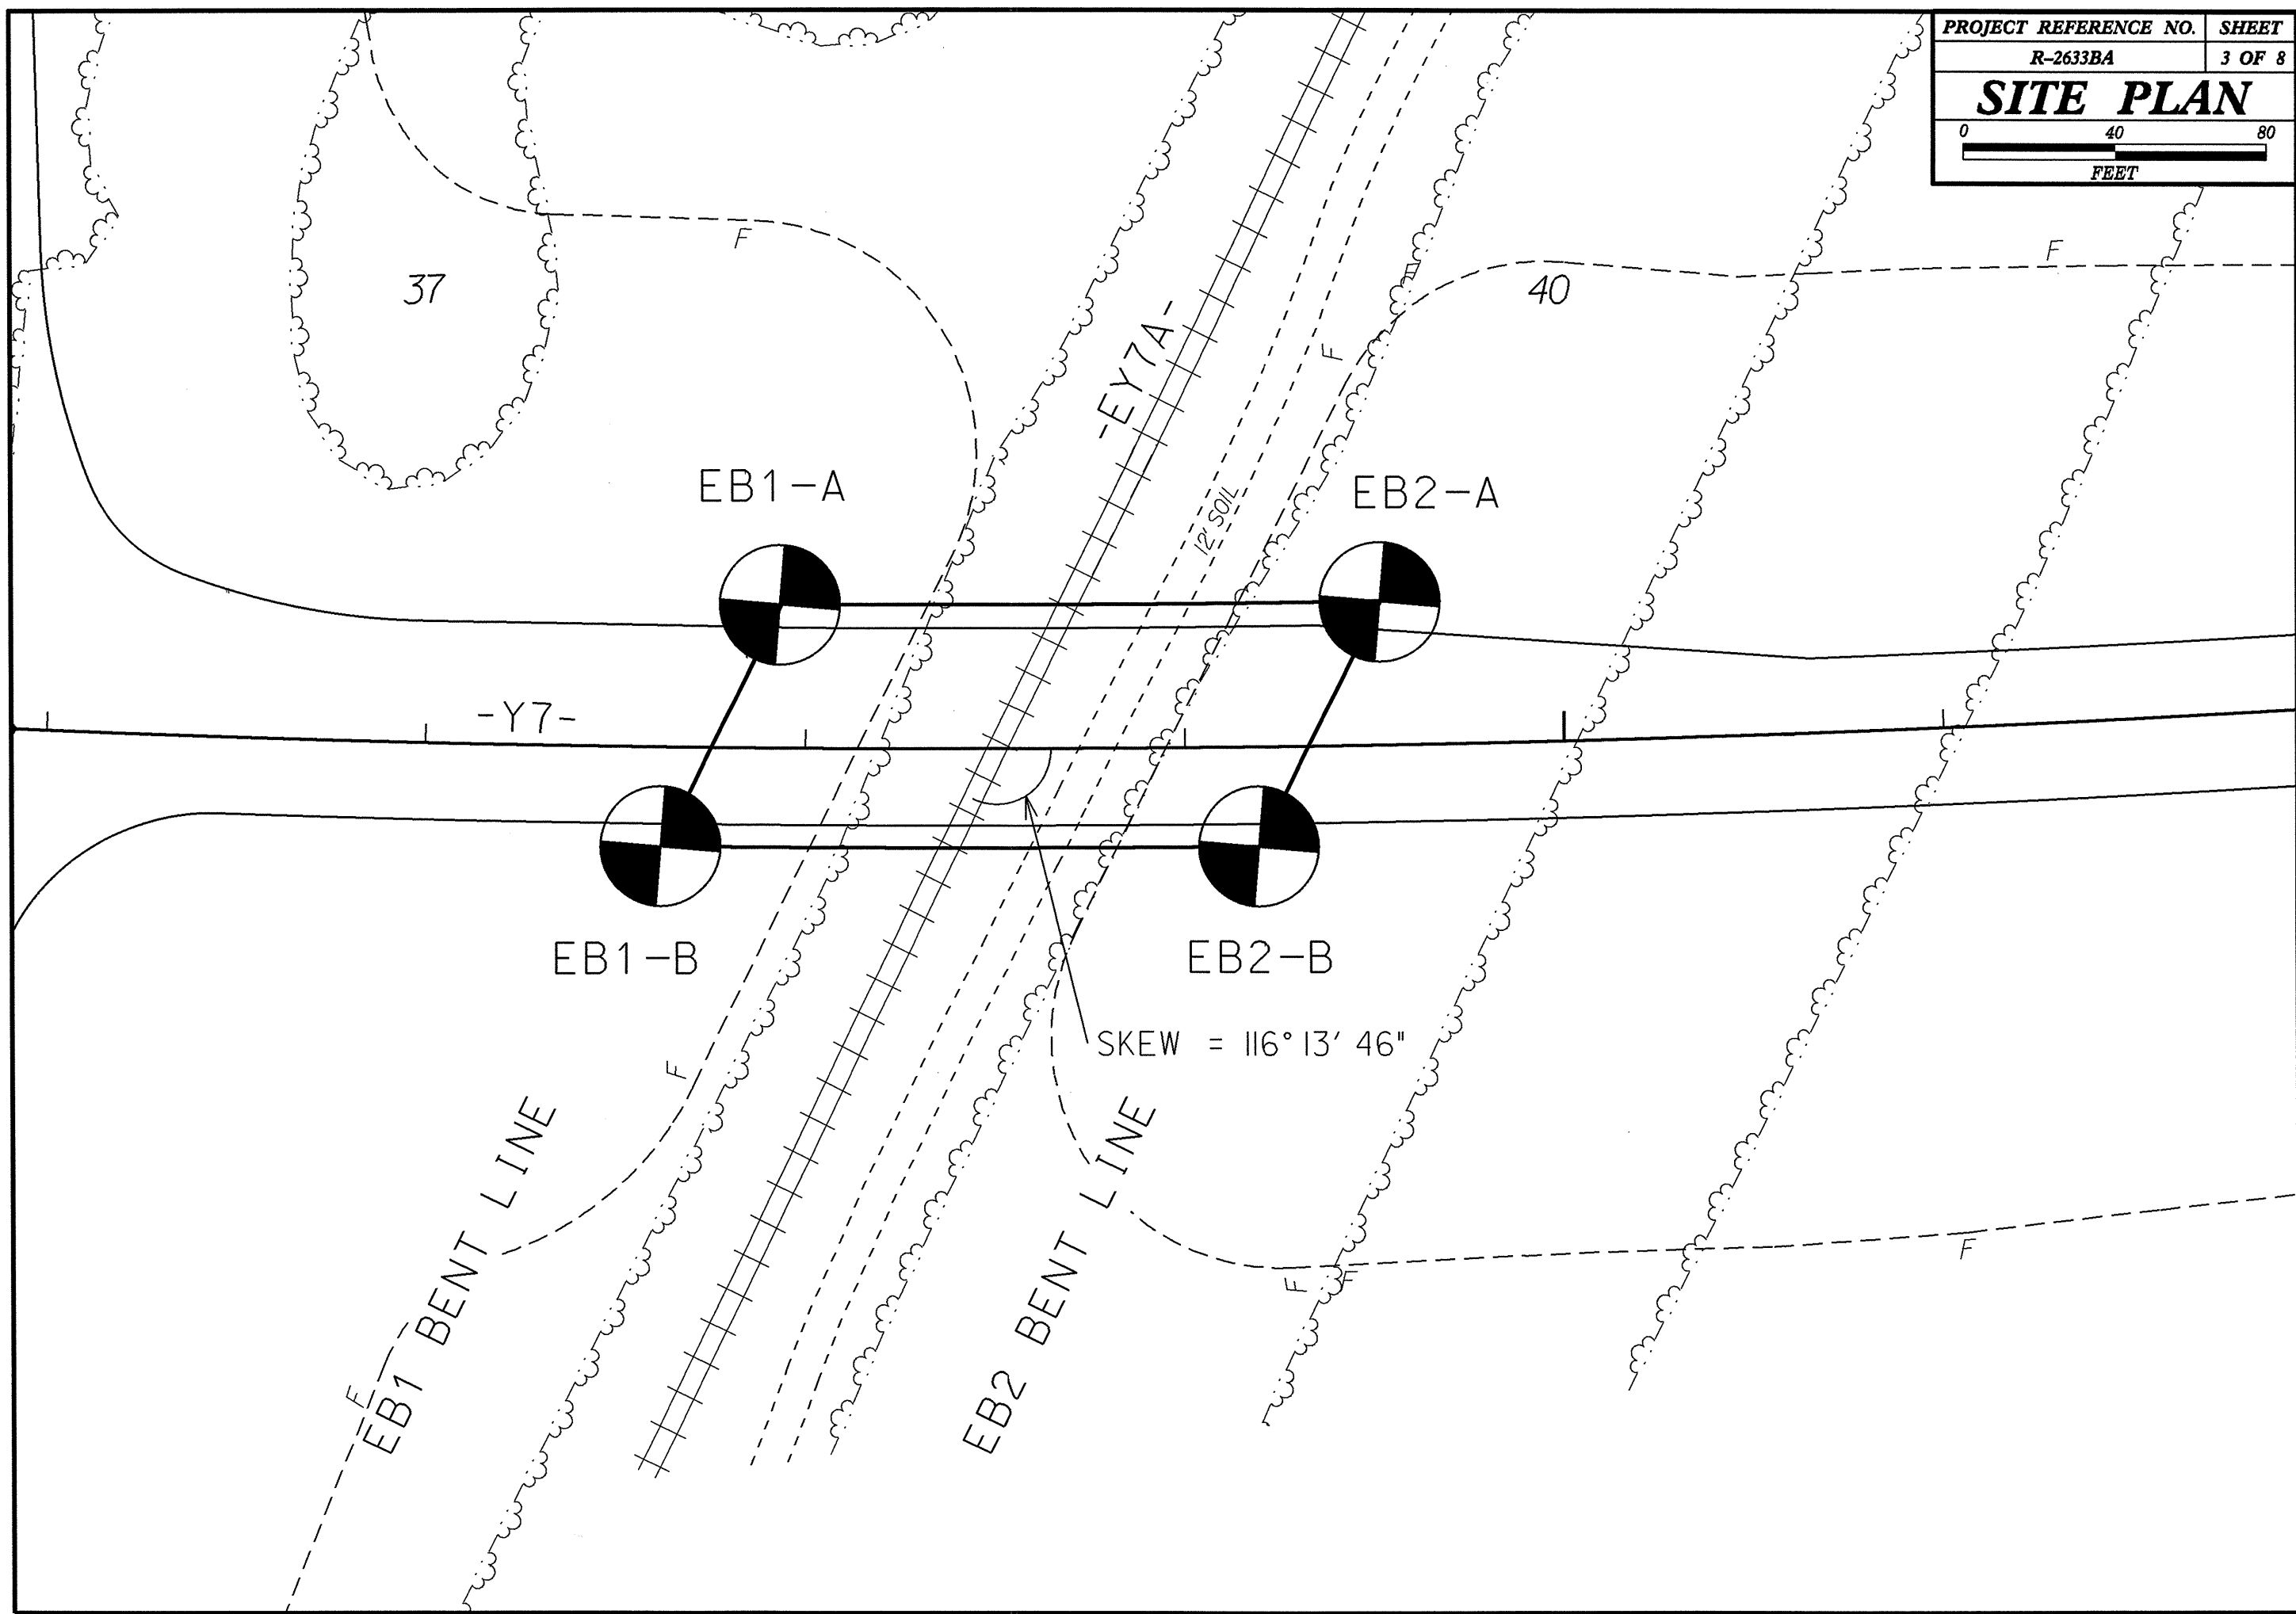 PROJECT REFERENCE NO. SHEET
R-2633BA 3 OF 8
SITE PLAN
0 40 80
FEET
F
F
37
40
-EY7A-
F
EB1-A
EB2-A
12' SOIL
-Y7-
EB1-B
EB2-B
SKEW = 116° 13' 46"
F
EB1 BENT LINE
EB2 BENT LINE
F
F
F
F